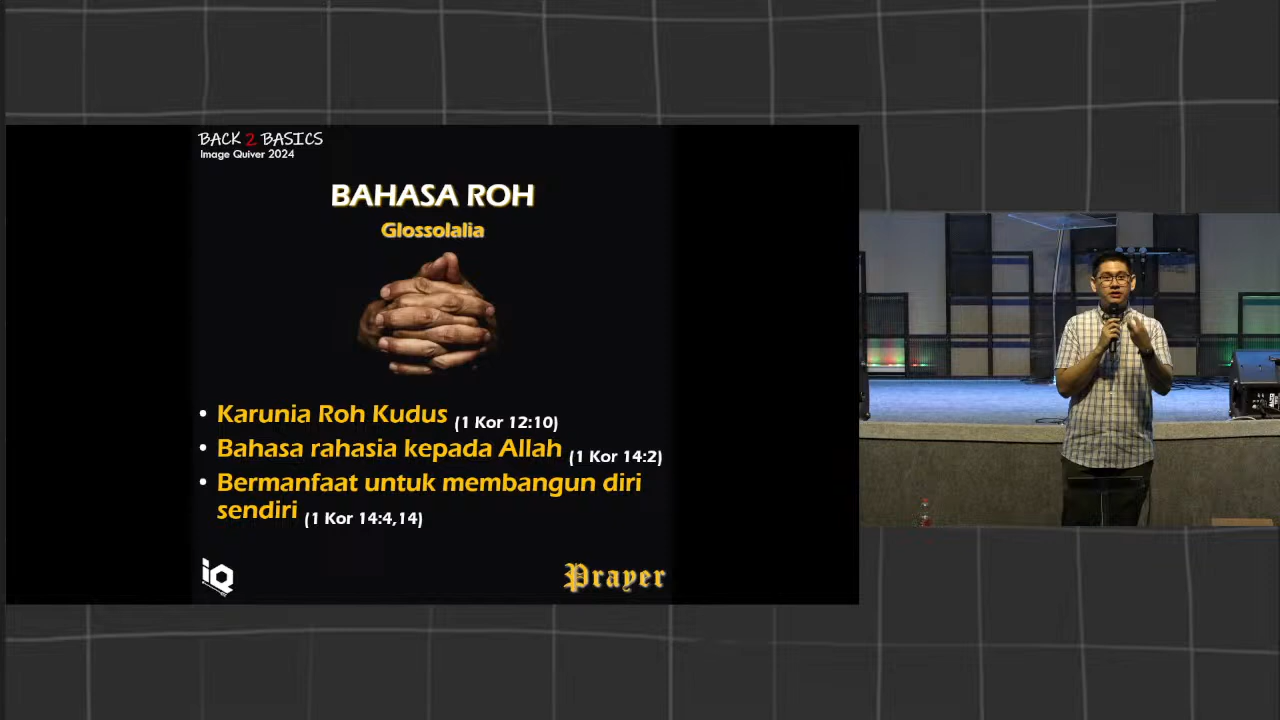 BACK 2 BASICS
Image Quiver 2024
BAHASA ROH
Glossolalia
• Karunia Roh Kudus (1 Kor 12:10)
• Bahasa rahasia kepada Allah (1 Kor 14:2)
• Bermanfaat untuk membangun diri
sendiri (1 Kor 14:4,14)
iQ
Prayer